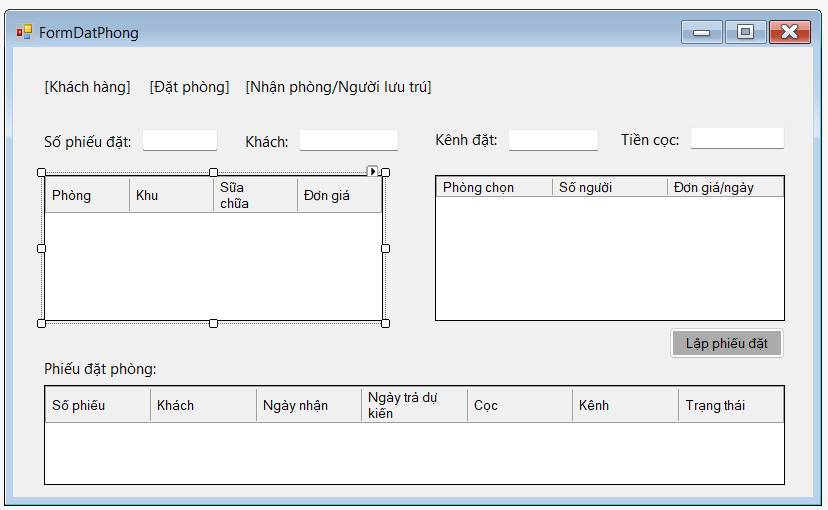 FormDatPhong
[Khách hàng] [Đặt phòng] [Nhận phòng/Người lưu trú]
Số phiếu đặt: Khách: Kênh đặt: Tiền cọc:
Phòng Khu Sữa chữa Đơn giá
Phòng chọn Số người Đơn giá/ngày
Lập phiếu đặt
Phiếu đặt phòng:
Số phiếu Khách Ngày nhận Ngày trả dự kiến Cọc Kênh Trạng thái